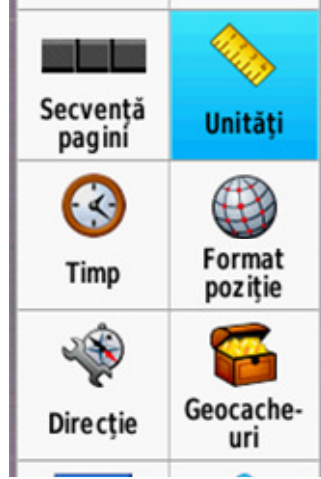 Secvență
pagini
Unități
Timp
Format
poziție
Direcție
Geocache-
uri